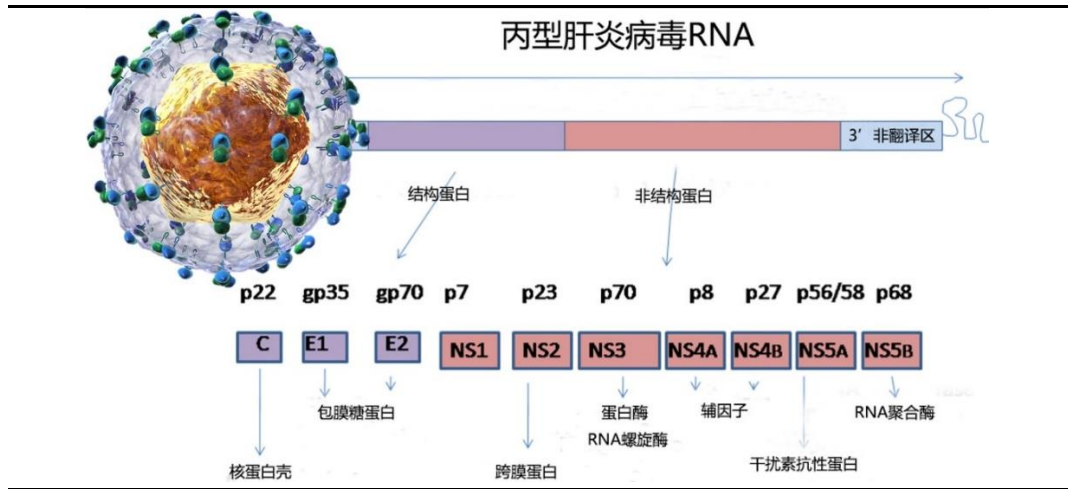 丙型肝炎病毒RNA
3' 非翻译区
结构蛋白 非结构蛋白
p22 gp35 gp70 p7 p23 p70 p8 p27 p56/58 p68
C E1 E2 NS1 NS2 NS3 NS4A NS4B NS5A NS5B
包膜糖蛋白 蛋白酶 辅因子 RNA聚合酶
RNA螺旋酶
核蛋白壳 跨膜蛋白 干扰素抗性蛋白